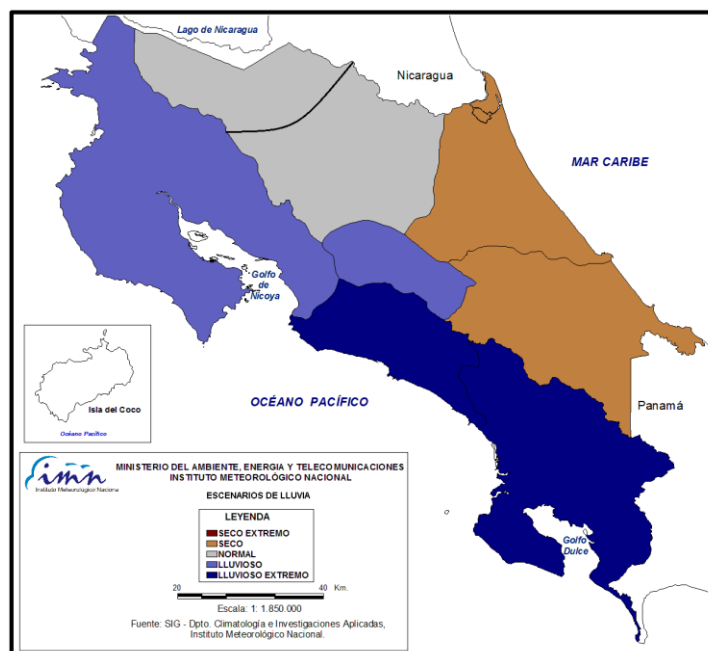 Lago de Nicaragua
Nicaragua
MAR CARIBE
Golfo
de
Nicoya
Isla del Coco
Océano Pacífico
OCÉANO PACÍFICO
Panamá
imn
Instituto Meteorológico Nacional
MINISTERIO DEL AMBIENTE, ENERGIA Y TELECOMUNICACIONES
INSTITUTO METEOROLÓGICO NACIONAL
ESCENARIOS DE LLUVIA
LEYENDA
SECO EXTREMO
SECO
NORMAL
LLUVIOSO
LLUVIOSO EXTREMO
20 0 40 Km.
Escala: 1: 1.850.000
Fuente: SIG - Dpto. Climatología e Investigaciones Aplicadas,
Instituto Meteorológico Nacional.
Golfo
Dulce